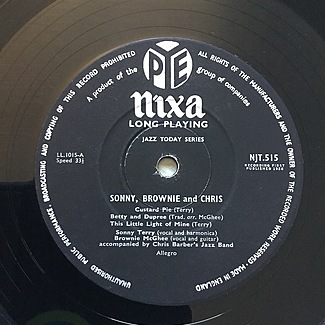 UNAUTHORISED PUBLIC PERFORMANCE, BROADCASTING AND COPYING OF THIS RECORD PROHIBITED
ALL RIGHTS OF THE MANUFACTURERS AND THE OWNER OF THE RECORDED WORK RESERVED MADE IN ENGLAND
A product of the PYE group of companies
nixa
LONG PLAYING
JAZZ TODAY SERIES
LL.1015-A
Speed 33⅓
NJT.515
RECORDING FIRST
PUBLISHED 1958
SONNY, BROWNIE and CHRIS
Custard Pie (Terry)
Betty and Dupree (Trad. arr. McGhee)
This Little Light of Mine (Terry)
Sonny Terry (vocal and harmonica)
Brownie McGhee (vocal and guitar)
accompanied by Chris Barber's Jazz Band
Allegro